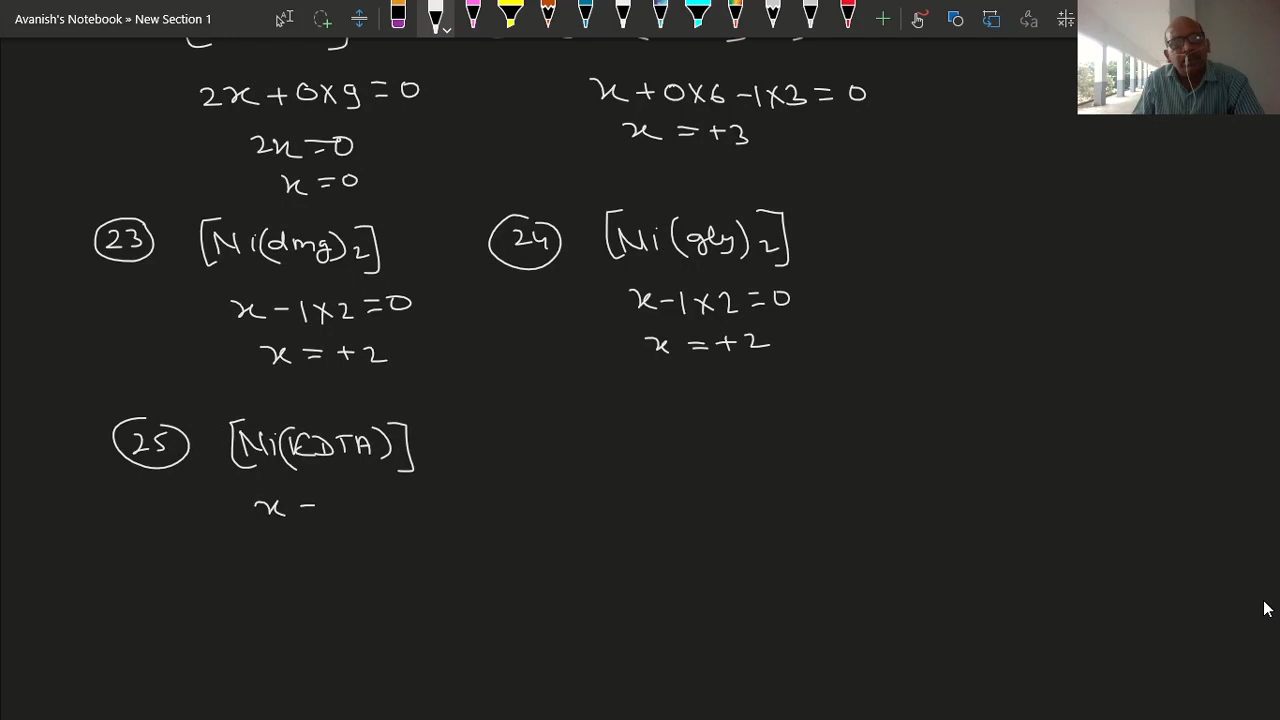 Avanish's Notebook » New Section 1
2x + 0x9 = 0
x + 0x6 - 1x3 = 0
2x = 0
x = +3
x = 0
23 [Ni(dmg)2]
24 [Ni(gly)2]
x - 1x2 = 0
x - 1x2 = 0
x = +2
x = +2
25 [Ni(EDTA)]
x -